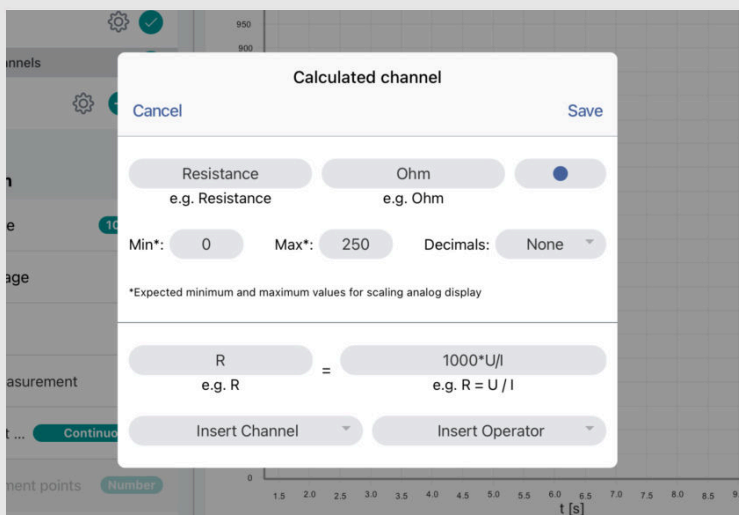 950
900
nnels
Calculated channel
Cancel Save
Resistance Ohm
e.g. Resistance e.g. Ohm
Min*: 0 Max*: 250 Decimals: None
*Expected minimum and maximum values for scaling analog display
R = 1000*U/I
e.g. R e.g. R = U / I
Insert Channel Insert Operator
n
e 10
age
asurement
t ... Continuo
ment points Number
0
1.5 2.0 2.5 3.0 3.5 4.0 4.5 5.0 5.5 6.0 6.5 7.0 7.5 8.0 8.5 9.
t [s]